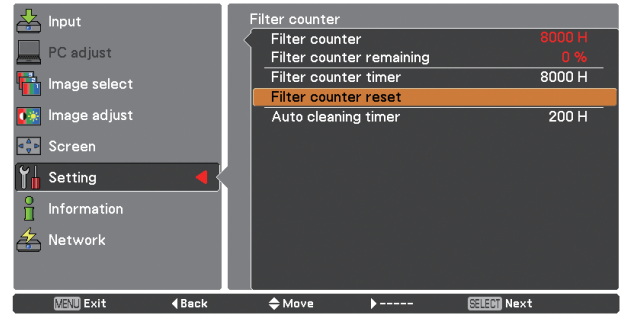 Input
PC adjust
Image select
Image adjust
Screen
Setting
Information
Network
Filter counter
Filter counter 8000 H
Filter counter remaining 0 %
Filter counter timer 8000 H
Filter counter reset
Auto cleaning timer 200 H
MENU Exit Back Move ----- SELECT Next